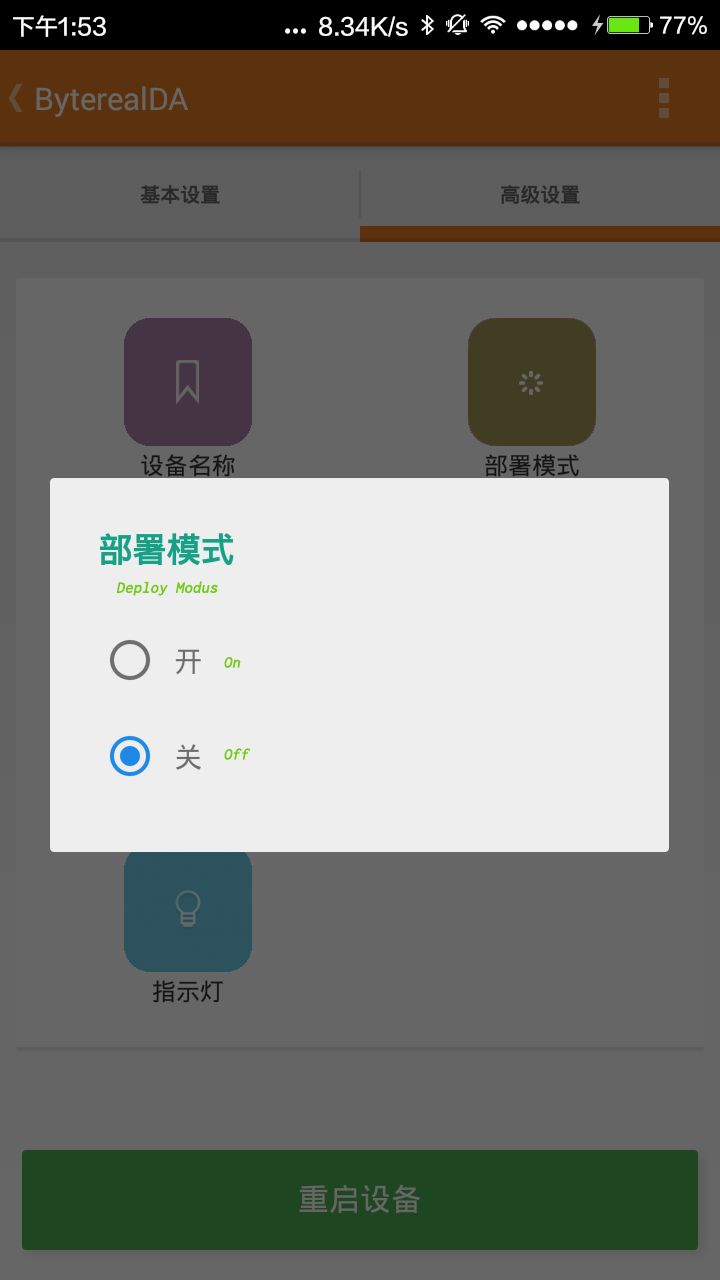 下午1:53 ... 8.34K/s 77%
ByterealDA
基本设置 高级设置
设备名称 部署模式
部署模式
Deploy Modus
开 On
关 Off
指示灯
重启设备